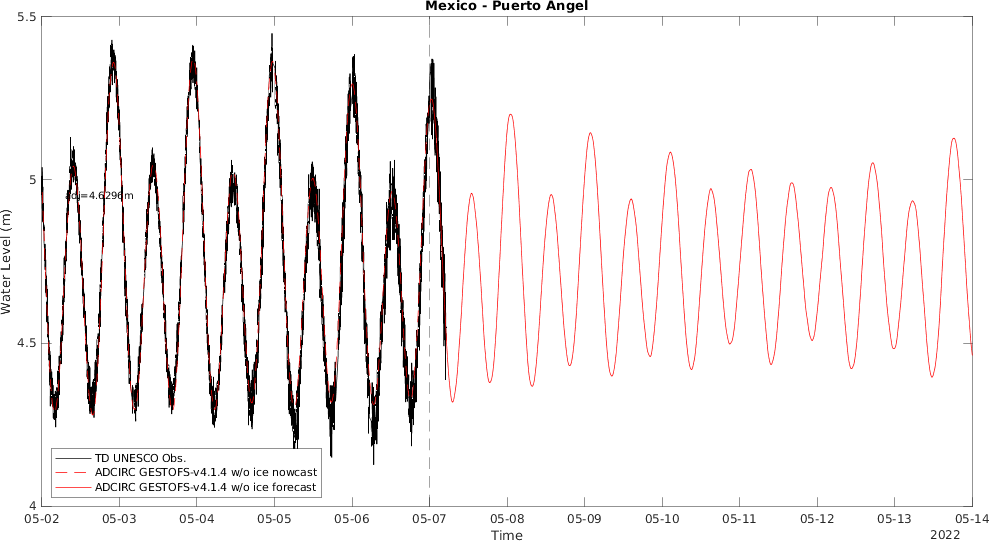 Mexico - Puerto Angel
5.5
5
4.5
4
Water Level (m)
adj=4.6296m
TD UNESCO Obs.
ADCIRC GESTOFS-v4.1.4 w/o ice nowcast
ADCIRC GESTOFS-v4.1.4 w/o ice forecast
05-02 05-03 05-04 05-05 05-06 05-07 05-08 05-09 05-10 05-11 05-12 05-13 05-14
Time
2022